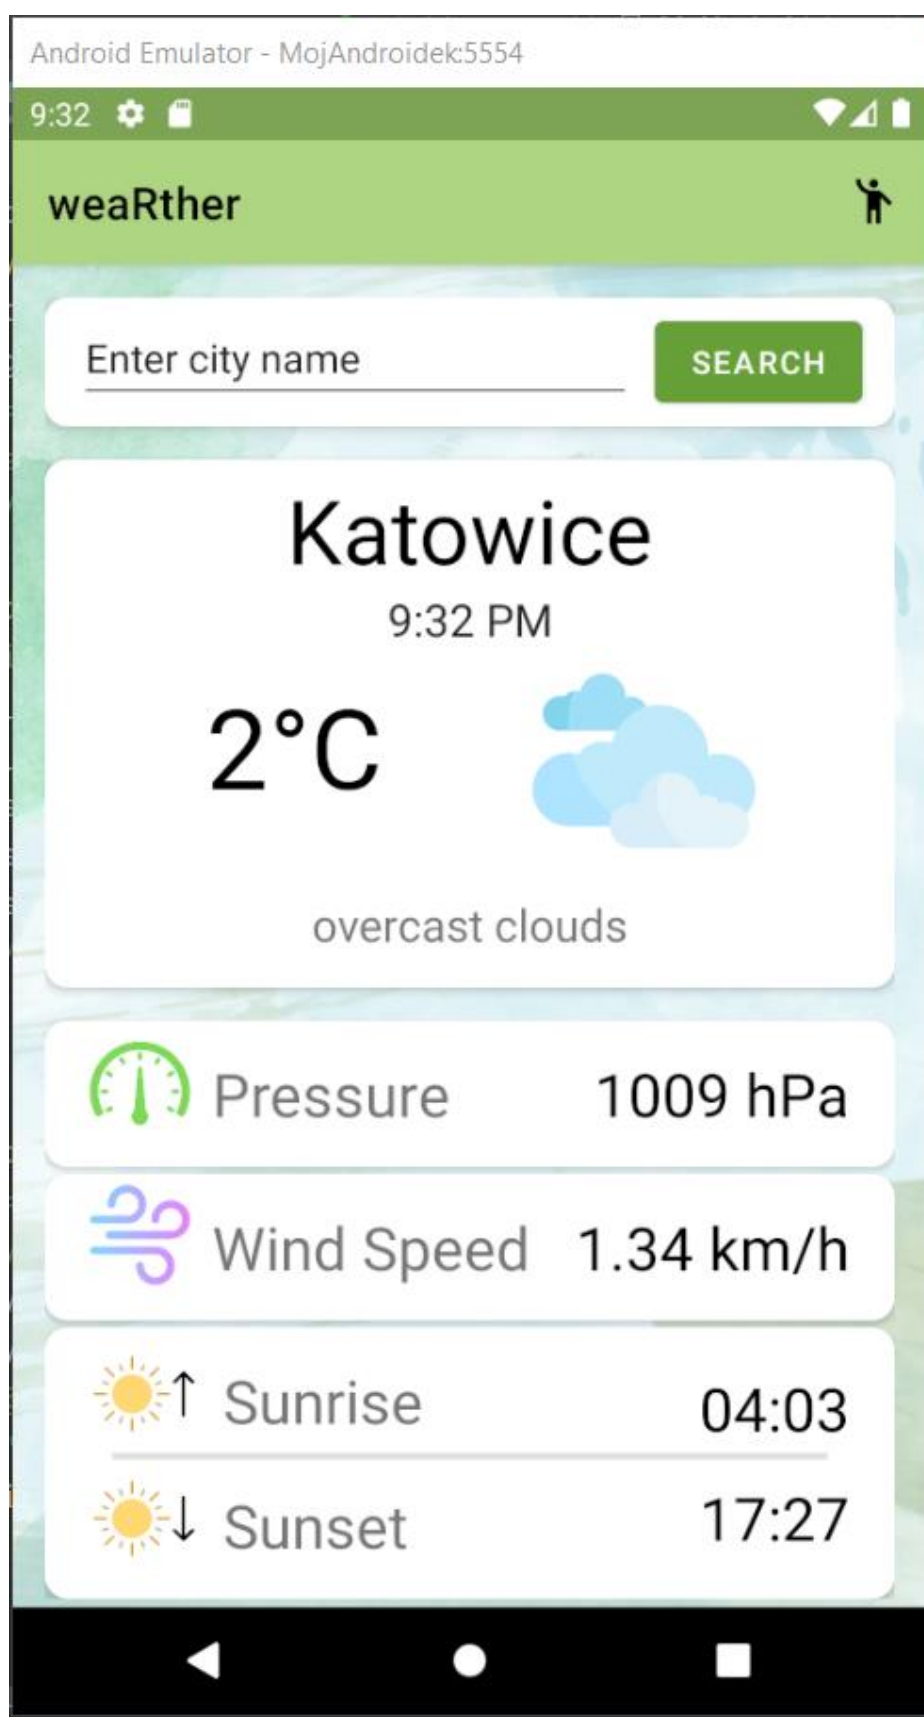 Android Emulator - MojAndroidek:5554
9:32
weaRther
Enter city name SEARCH
Katowice
9:32 PM
2°C
overcast clouds
Pressure 1009 hPa
Wind Speed 1.34 km/h
Sunrise 04:03
Sunset 17:27